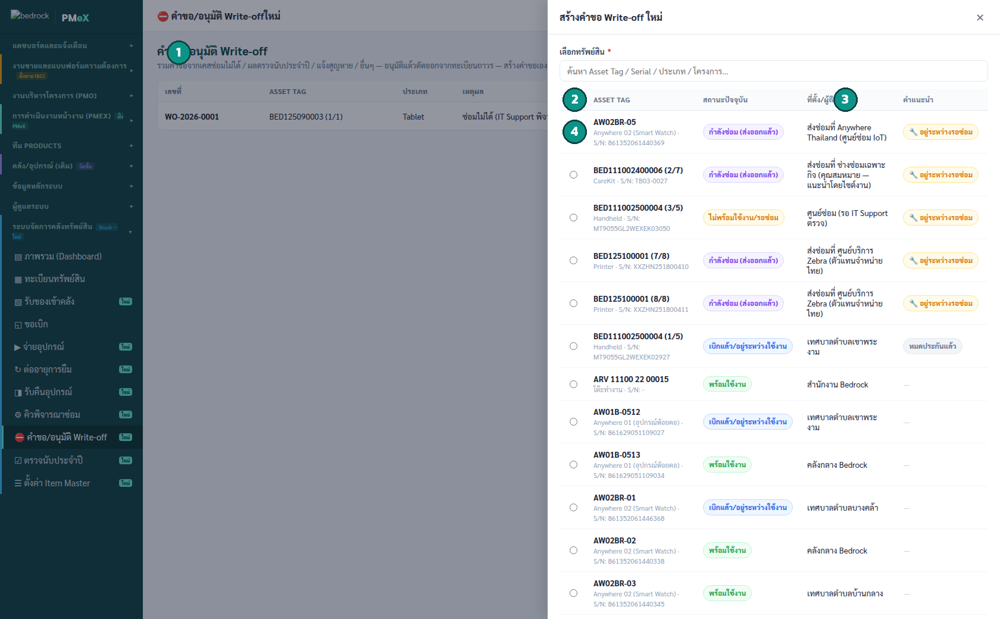 bedrock PMeX
แดชบอร์ดและแจ้งเตือน
งานขายและแบบฟอร์มความต้องการ
ฝั่งขาย (BC)
งานบริหารโครงการ (PMO)
การดำเนินงานหน้างาน (PMEX) ฝั่ง
PMeX
ทีม PRODUCTS
คลัง/อุปกรณ์ (เดิม) จัดซื้อ
ข้อมูลหลักระบบ
ผู้ดูแลระบบ
ระบบจัดการคลังทรัพย์สิน Stock —
ใหม่
ภาพรวม (Dashboard)
ทะเบียนทรัพย์สิน
รับของเข้าคลัง ใหม่
ขอเบิก
จ่ายอุปกรณ์ ใหม่
ต่ออายุการยืม ใหม่
รับคืนอุปกรณ์ ใหม่
คิวพิจารณาซ่อม ใหม่
คำขอ/อนุมัติ Write-off ใหม่
ตรวจนับประจำปี ใหม่
ตั้งค่า Item Master ใหม่
คำขอ/อนุมัติ Write-offใหม่
1
อนุมัติ Write-off
รวมคำขอจากเคสซ่อมไม่ได้ / ผลตรวจนับประจำปี / แจ้งสูญหาย / อื่นๆ — อนุมัติแล้วตัดออกจากทะเบียนถาวร — สร้างคำขอเอง
เลขที่ ASSET TAG ประเภท เหตุผล
WO-2026-0001 BED125090003 (1/1) Tablet ซ่อมไม่ได้ (IT Support
สร้างคำขอ Write-off ใหม่ ✕
เลือกทรัพย์สิน *
ค้นหา Asset Tag / Serial / ประเภท / โครงการ...
2 ASSET TAG สถานะปัจจุบัน 3 คำแนะนำ
4
AW02BR-05
Anywhere 02 (Smart Watch) ·
S/N: 861352061440369
กำลังซ่อม (ส่งออกแล้ว)
ส่งซ่อมที่ Anywhere
Thailand (ศูนย์ซ่อม IoT)
อยู่ระหว่างรอซ่อม
BED111002400006 (2/7)
CareKit · S/N: TB03-0027
กำลังซ่อม (ส่งออกแล้ว)
ส่งซ่อมที่ ช่างซ่อมเฉพาะ
กิจ (คุณสมหมาย —
แนะนำโดยไซต์งาน)
อยู่ระหว่างรอซ่อม
BED111002500004 (3/5)
Handheld · S/N:
MT9055GL2WEXEK03050
ไม่พร้อมใช้งาน/รอซ่อม
ศูนย์ซ่อม (รอ IT Support
ตรวจ)
อยู่ระหว่างรอซ่อม
BED125100001 (7/8)
Printer · S/N: XXZHN251800410
กำลังซ่อม (ส่งออกแล้ว)
ส่งซ่อมที่ ศูนย์บริการ
Zebra (ตัวแทนจำหน่าย
ไทย)
อยู่ระหว่างรอซ่อม
BED125100001 (8/8)
Printer · S/N: XXZHN251800411
กำลังซ่อม (ส่งออกแล้ว)
ส่งซ่อมที่ ศูนย์บริการ
Zebra (ตัวแทนจำหน่าย
ไทย)
อยู่ระหว่างรอซ่อม
BED111002500004 (1/5)
Handheld · S/N:
MT9055GL2WEXEK02927
เบิกแล้ว/อยู่ระหว่างใช้งาน
เทศบาลตำบลเขาพระ
งาม
หมดประกันแล้ว
ARV 11100 22 00015
โต๊ะทำงาน · S/N: -
พร้อมใช้งาน
สำนักงาน Bedrock
—
AW01B-0512
Anywhere 01 (อุปกรณ์ห้อยคอ) ·
S/N: 861629051109027
เบิกแล้ว/อยู่ระหว่างใช้งาน
เทศบาลตำบลเขาพระ
งาม
—
AW01B-0513
Anywhere 01 (อุปกรณ์ห้อยคอ) ·
S/N: 861629051109034
พร้อมใช้งาน
คลังกลาง Bedrock
—
AW02BR-01
Anywhere 02 (Smart Watch) ·
S/N: 861352061446368
เบิกแล้ว/อยู่ระหว่างใช้งาน
เทศบาลตำบลบางคล้า
—
AW02BR-02
Anywhere 02 (Smart Watch) ·
S/N: 861352061440338
พร้อมใช้งาน
คลังกลาง Bedrock
—
AW02BR-03
Anywhere 02 (Smart Watch) ·
S/N: 861352061440345
พร้อมใช้งาน
เทศบาลตำบลบ้านกลาง
—